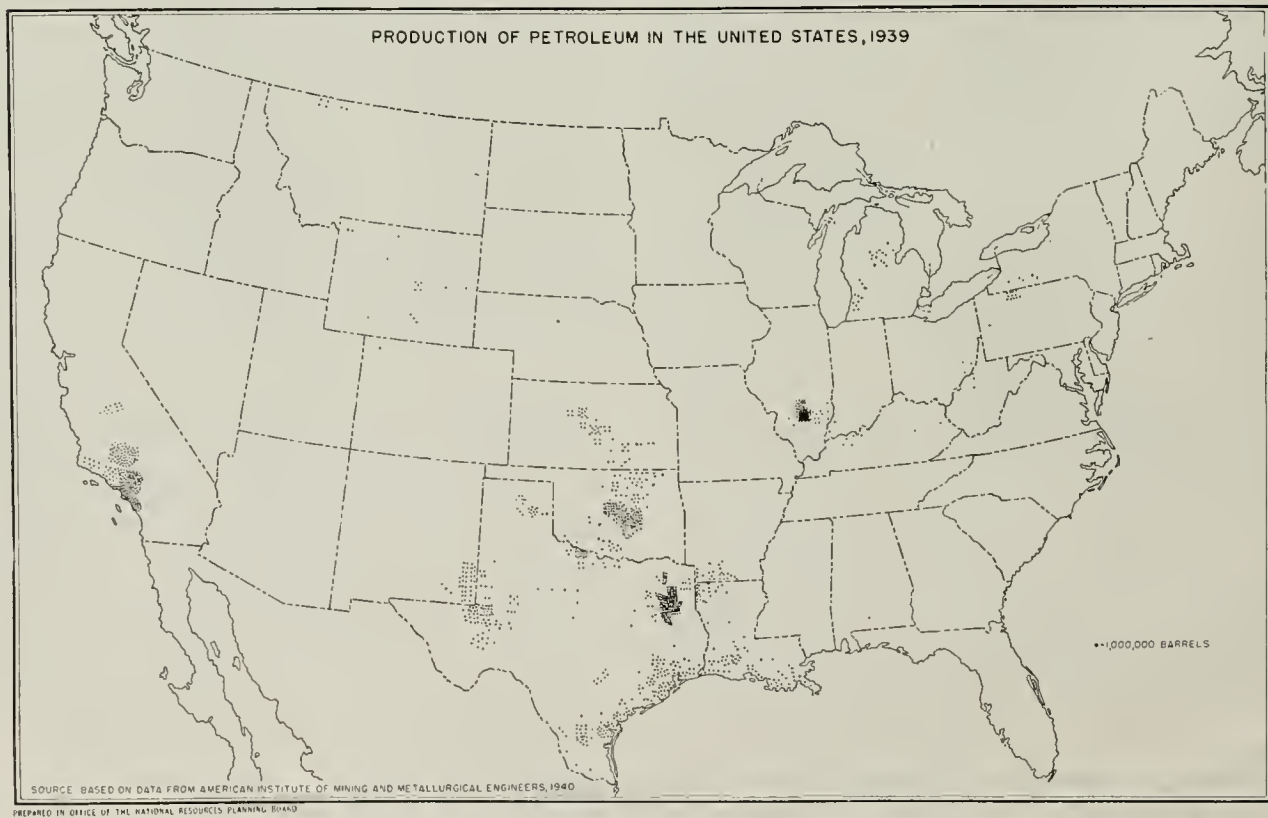 PRODUCTION OF PETROLEUM IN THE UNITED STATES, 1939
•-1,000,000 BARRELS
SOURCE BASED ON DATA FROM AMERICAN INSTITUTE OF MINING AND METALLURGICAL ENGINEERS, 1940
PREPARED IN OFFICE OF THE NATIONAL RESOURCES PLANNING BOARD